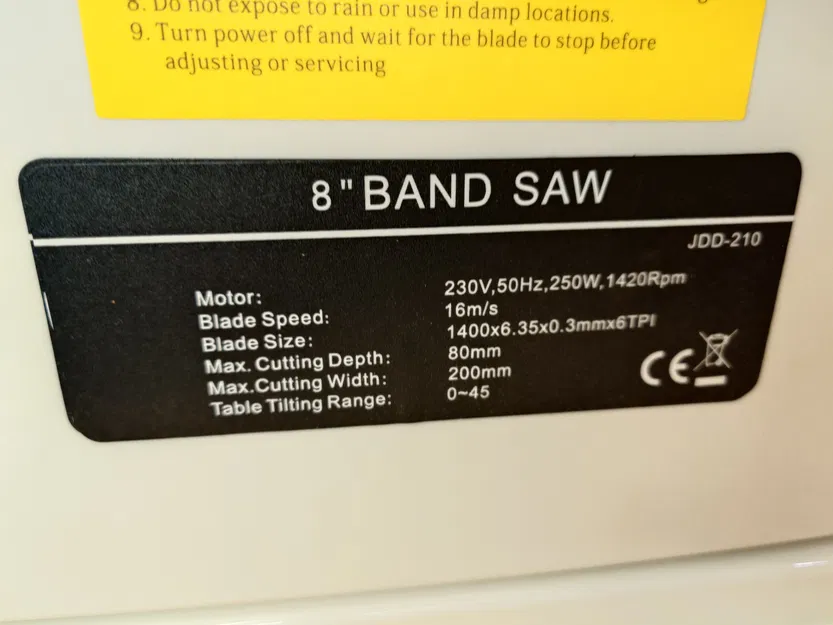 8. Do not expose to rain or use in damp locations.
9. Turn power off and wait for the blade to stop before
adjusting or servicing
8" BAND SAW
JDD-210
Motor: 230V,50Hz,250W,1420Rpm
Blade Speed: 16m/s
Blade Size: 1400x6.35x0.3mmx6TPI
Max. Cutting Depth: 80mm
Max.Cutting Width: 200mm
Table Tilting Range: 0~45
CE